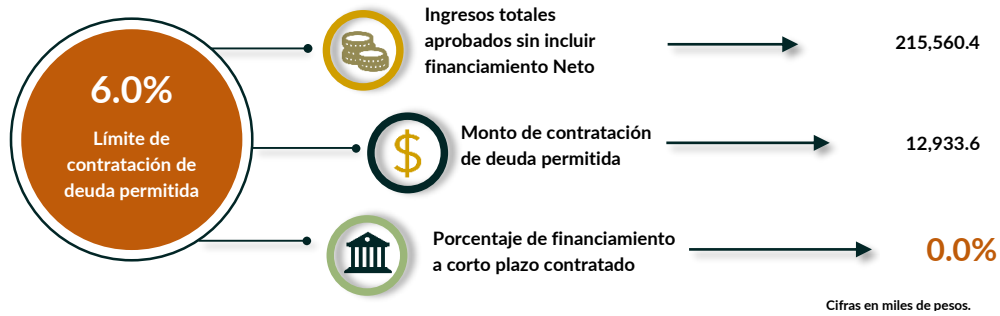 6.0%
Límite de
contratación de
deuda permitida
Ingresos totales
aprobados sin incluir
financiamiento Neto
215,560.4
$
Monto de contratación
de deuda permitida
12,933.6
Porcentaje de financiamiento
a corto plazo contratado
0.0%
Cifras en miles de pesos.